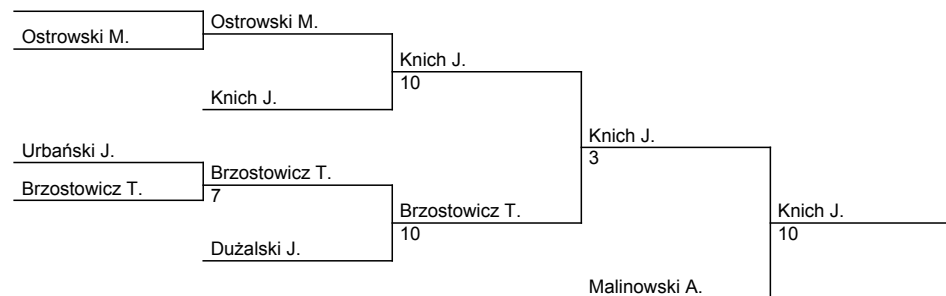 Ostrowski M.
Ostrowski M.
Knich J.
10
Knich J.
Knich J.
3
Urbański J.
Brzostowicz T.
7
Brzostowicz T.
Brzostowicz T.
10
Knich J.
10
Dużalski J.
Malinowski A.